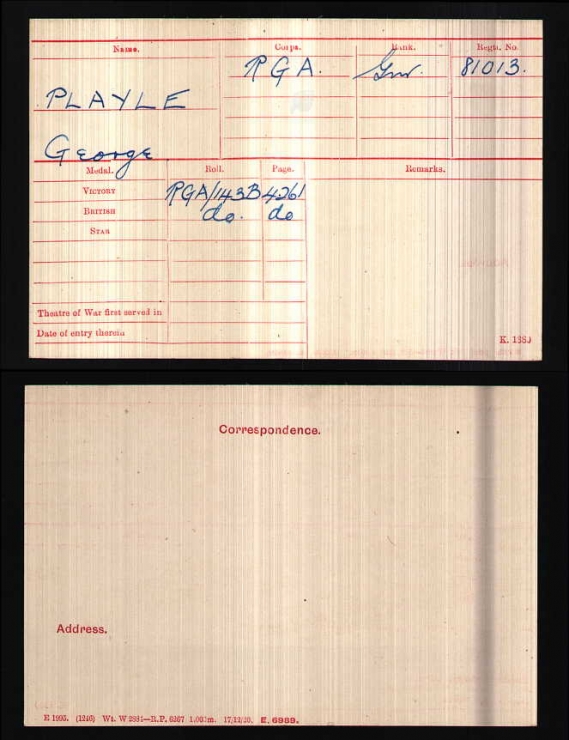 Name. Corps. Rank. Regtl. No.
R.G.A. Gnr. 81013.
PLAYLE
George
Medal. Roll. Page. Remarks.
VICTORY RGA/143B 4261
BRITISH do. do
STAR
Theatre of War first served in
Date of entry therein
K. 1380
Correspondence.
Address.
E 1995. (1246) Wt. W 2891—R.P. 6367 1,000m. 17/12/20. E. 6989.